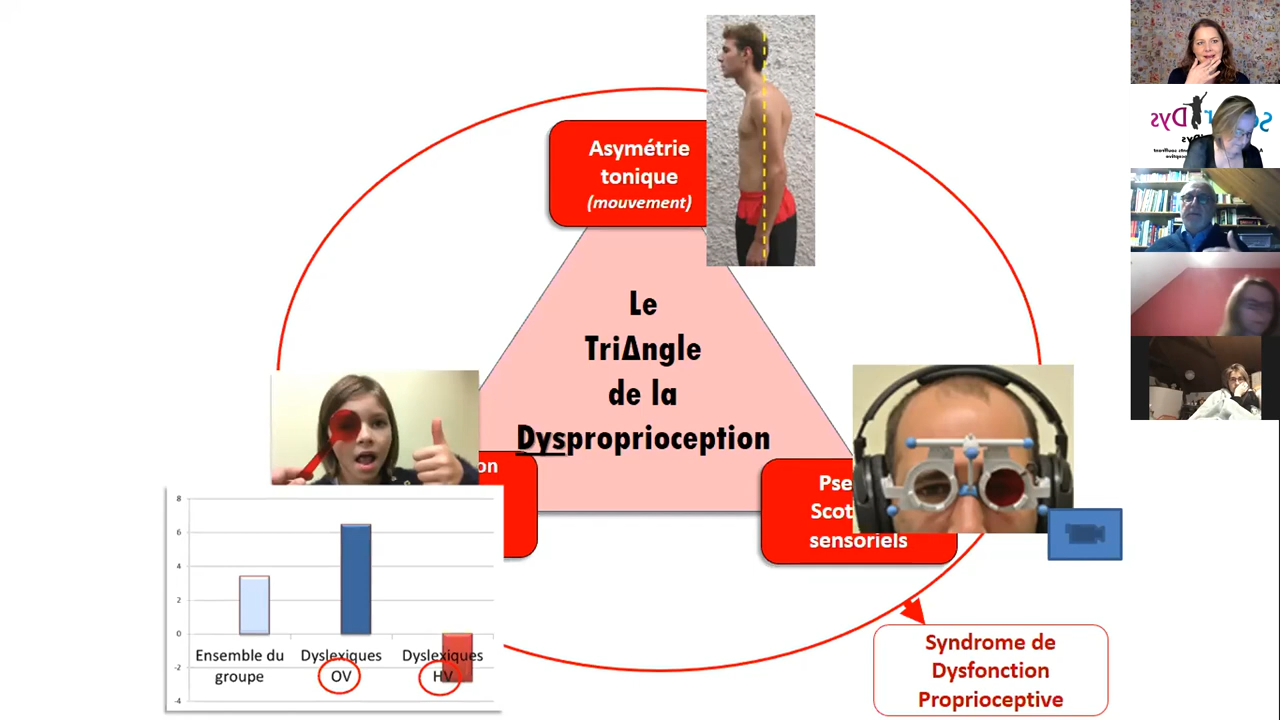 Asymétrie
tonique
(mouvement)
Le
TriΔngle
de la
Dysproprioception
on
Pse
Scot
sensoriels
8
6
4
2
0
-2
-4
Ensemble du
groupe
Dyslexiques
OV
Dyslexiques
HV
Syndrome de
Dysfonction
Proprioceptive
Dys